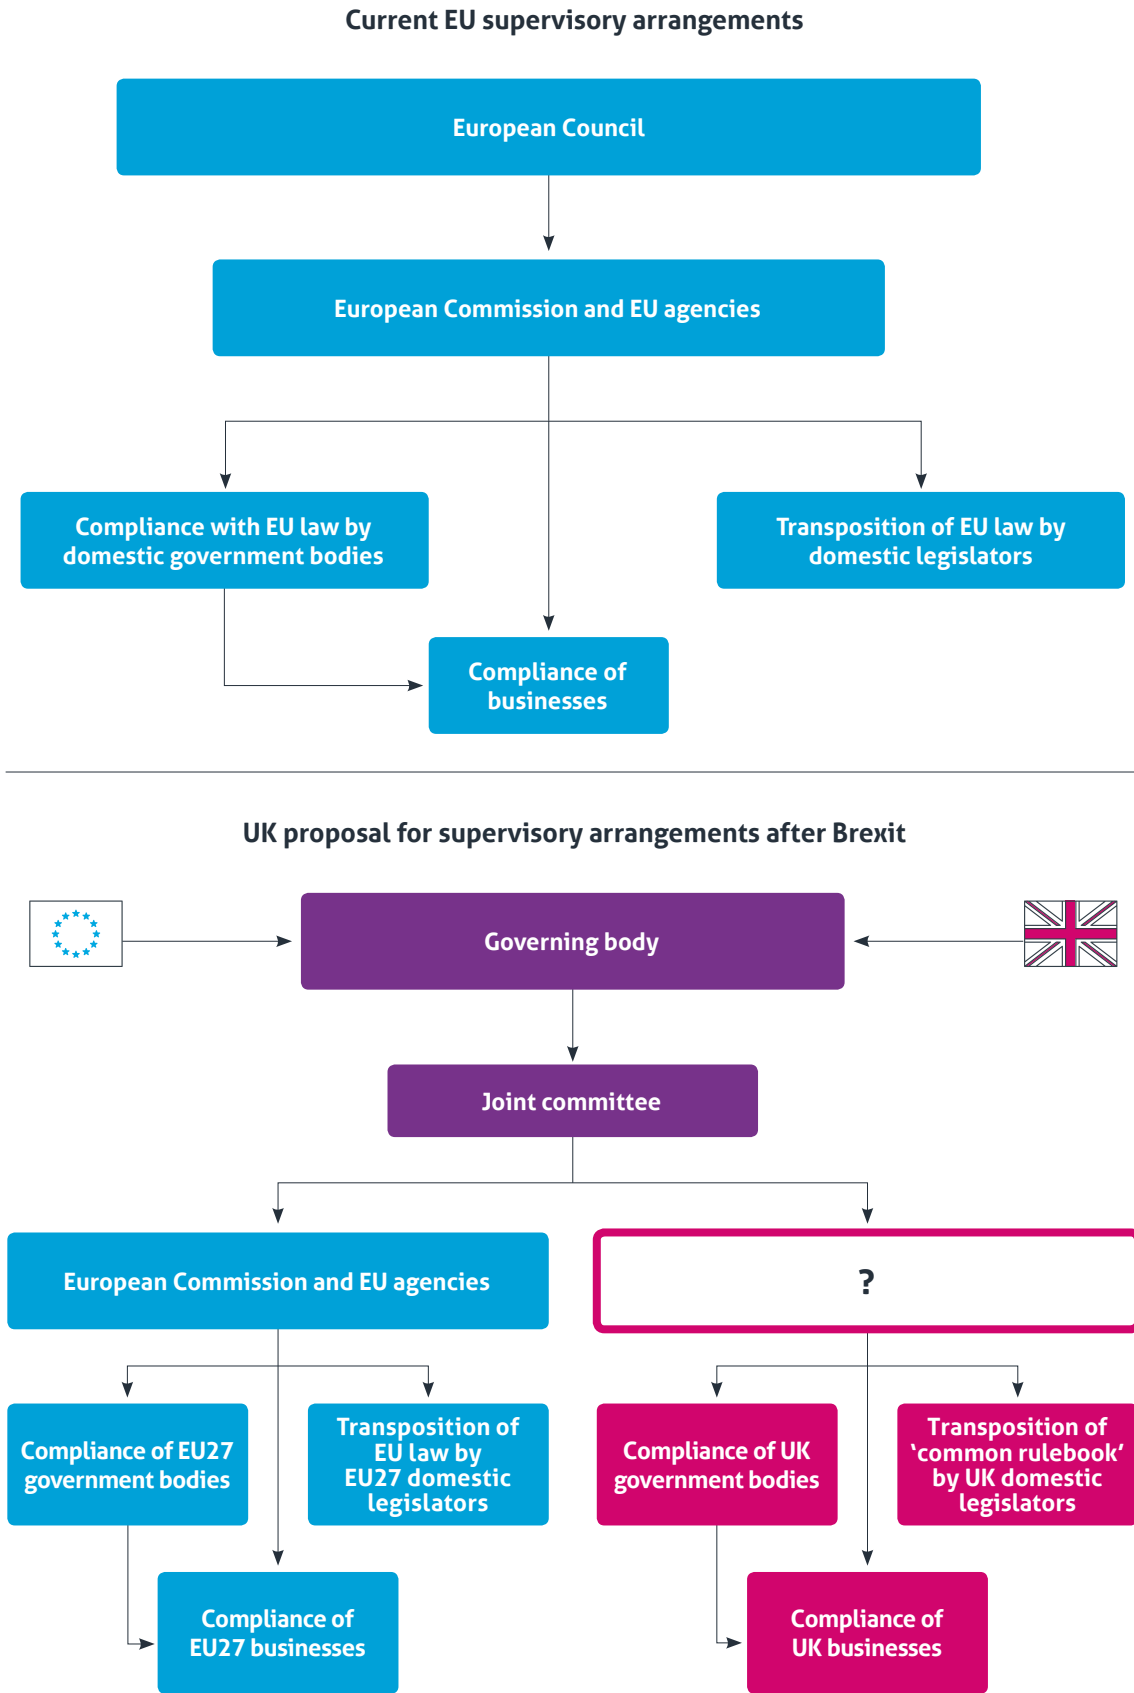 Current EU supervisory arrangements
European Council
European Commission and EU agencies
Compliance with EU law by
domestic government bodies
Transposition of EU law by
domestic legislators
Compliance of
businesses
UK proposal for supervisory arrangements after Brexit
Governing body
Joint committee
European Commission and EU agencies
?
Compliance of EU27
government bodies
Transposition of
EU law by
EU27 domestic
legislators
Compliance of UK
government bodies
Transposition of
‘common rulebook’
by UK domestic
legislators
Compliance of
EU27 businesses
Compliance of
UK businesses